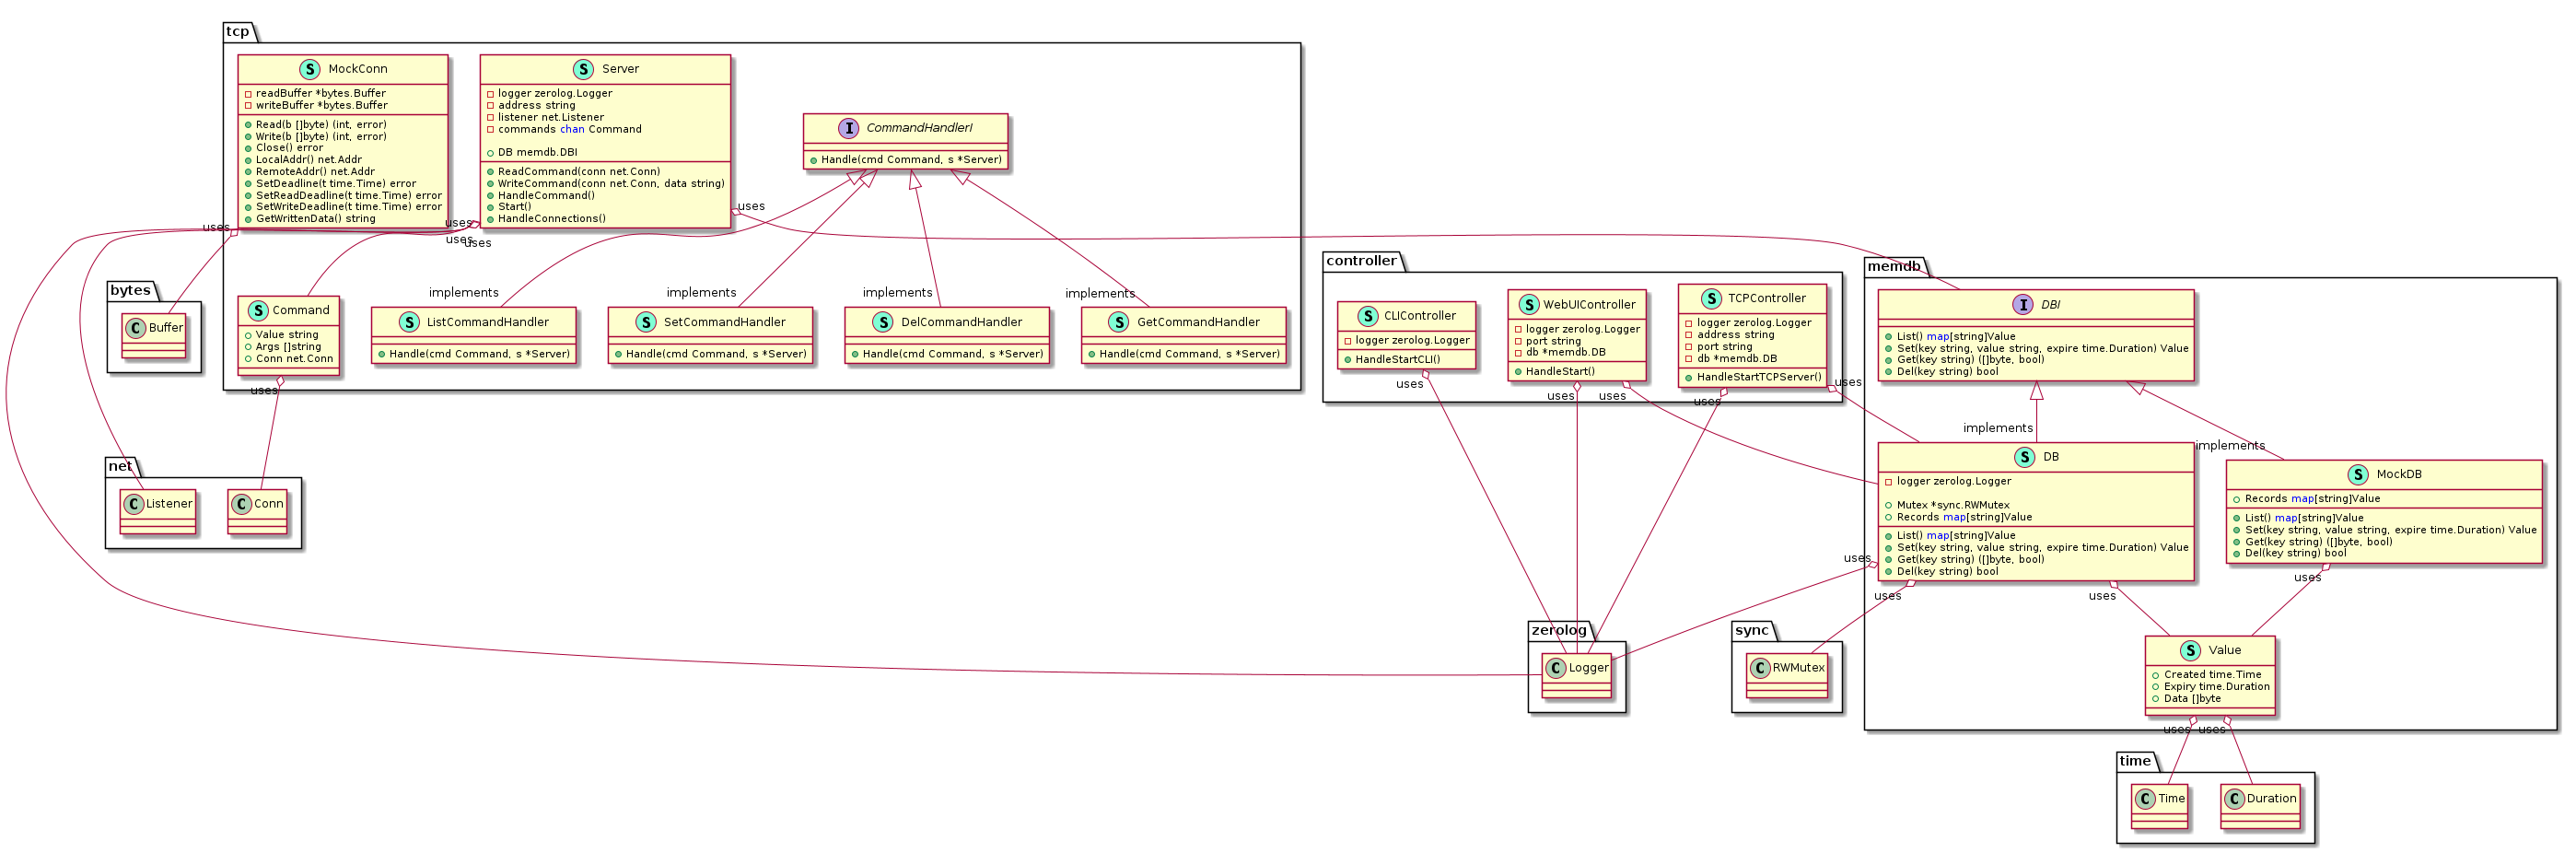 tcp
S MockConn
readBuffer *bytes.Buffer
writeBuffer *bytes.Buffer
Read(b []byte) (int, error)
Write(b []byte) (int, error)
Close() error
LocalAddr() net.Addr
RemoteAddr() net.Addr
SetDeadline(t time.Time) error
SetReadDeadline(t time.Time) error
SetWriteDeadline(t time.Time) error
GetWrittenData() string
S Server
logger zerolog.Logger
address string
listener net.Listener
commands chan Command
DB memdb.DBI
ReadCommand(conn net.Conn)
WriteCommand(conn net.Conn, data string)
HandleCommand()
Start()
HandleConnections()
I CommandHandlerI
Handle(cmd Command, s *Server)
uses
uses
uses
uses
uses
implements
implements
implements
implements
S Command
Value string
Args []string
Conn net.Conn
uses
S ListCommandHandler
Handle(cmd Command, s *Server)
S SetCommandHandler
Handle(cmd Command, s *Server)
S DelCommandHandler
Handle(cmd Command, s *Server)
S GetCommandHandler
Handle(cmd Command, s *Server)
bytes
C Buffer
net
C Listener
C Conn
controller
S CLIController
logger zerolog.Logger
HandleStartCLI()
uses
S WebUIController
logger zerolog.Logger
port string
db *memdb.DB
HandleStart()
uses
uses
S TCPController
logger zerolog.Logger
address string
port string
db *memdb.DB
HandleStartTCPServer()
uses
uses
memdb
I DBI
List() map[string]Value
Set(key string, value string, expire time.Duration) Value
Get(key string) ([]byte, bool)
Del(key string) bool
implements
implements
S DB
logger zerolog.Logger
Mutex *sync.RWMutex
Records map[string]Value
List() map[string]Value
Set(key string, value string, expire time.Duration) Value
Get(key string) ([]byte, bool)
Del(key string) bool
uses
uses
uses
S MockDB
Records map[string]Value
List() map[string]Value
Set(key string, value string, expire time.Duration) Value
Get(key string) ([]byte, bool)
Del(key string) bool
uses
zerolog
C Logger
sync
C RWMutex
S Value
Created time.Time
Expiry time.Duration
Data []byte
uses
uses
time
C Time
C Duration